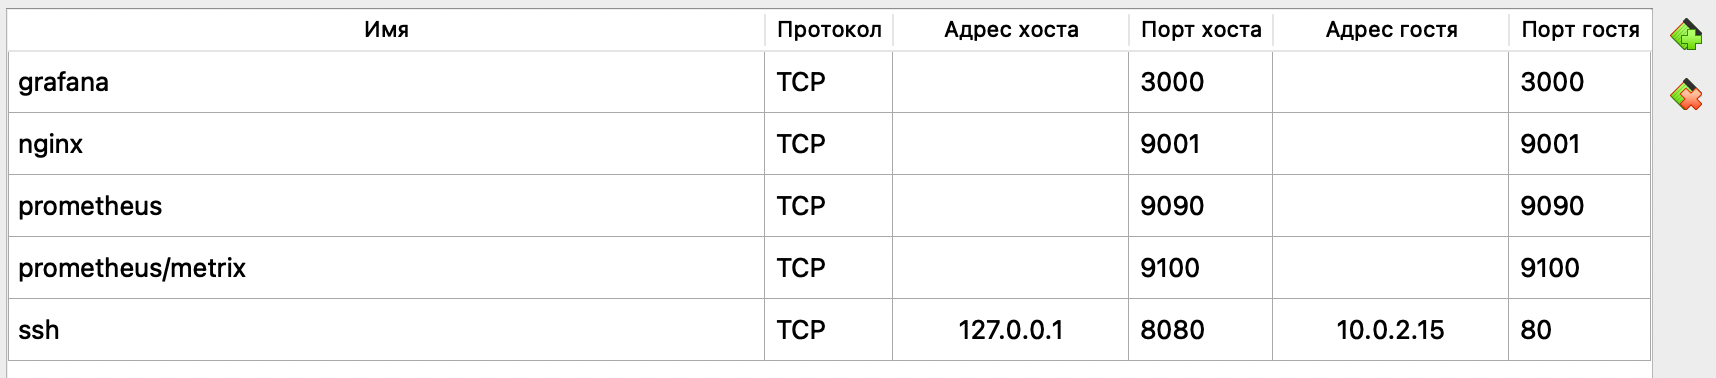 Имя Протокол Адрес хоста Порт хоста Адрес гостя Порт гостя
grafana TCP 3000 3000
nginx TCP 9001 9001
prometheus TCP 9090 9090
prometheus/metrix TCP 9100 9100
ssh TCP 127.0.0.1 8080 10.0.2.15 80